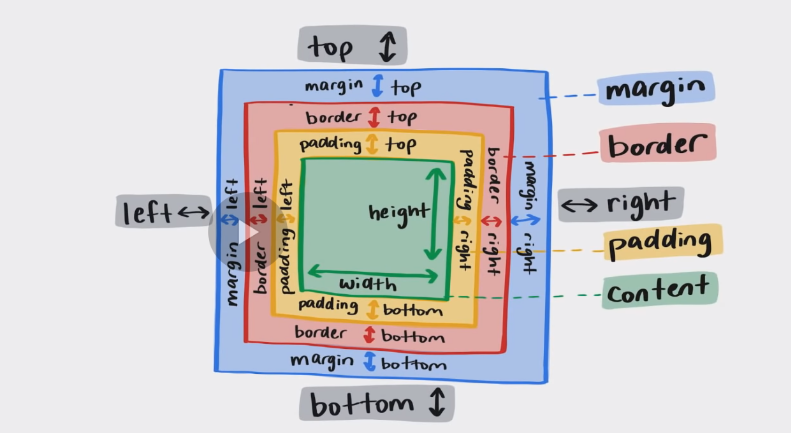 top
margin top
margin
border top
border
padding top
left
margin left
border left
padding left
height
width
padding right
border right
margin right
right
padding
content
padding bottom
border bottom
margin bottom
bottom